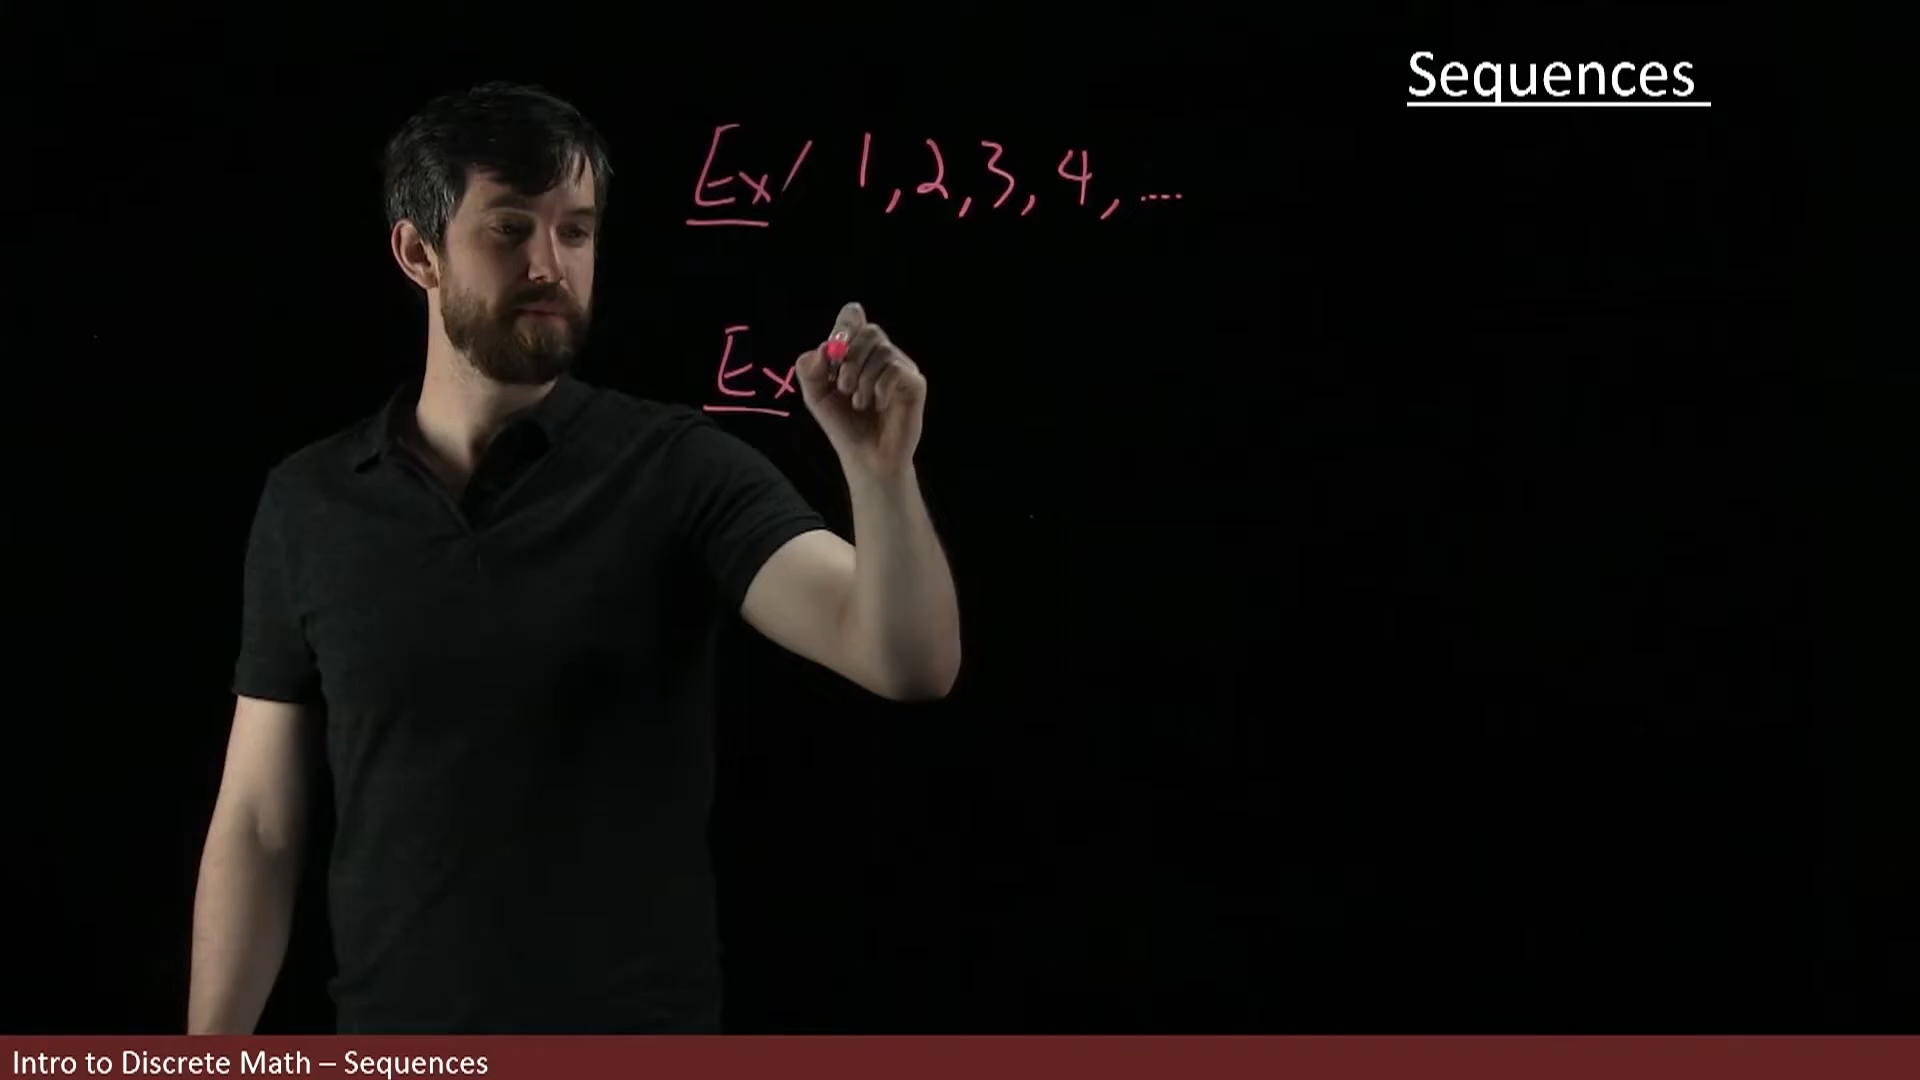 Sequences
Ex/ 1, 2, 3, 4, ....
Ex
Intro to Discrete Math – Sequences